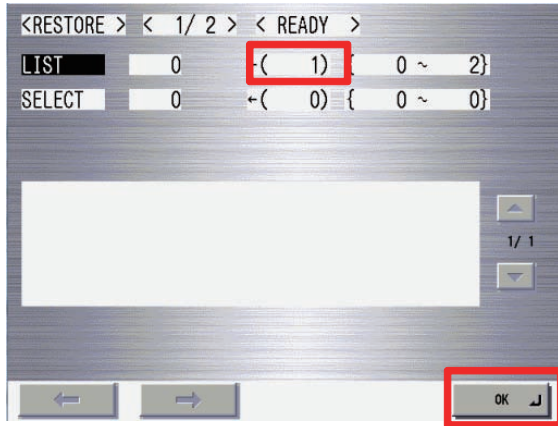 <RESTORE > < 1/ 2 > < READY >
LIST 0 ←( 1) { 0 ~ 2}
SELECT 0 ←( 0) { 0 ~ 0}
1/ 1
OK